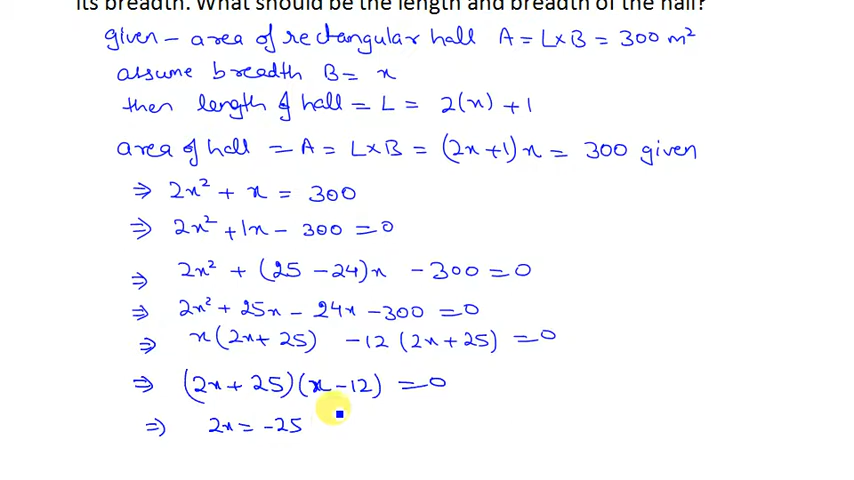 its breadth. What should be the length and breadth of the hall?
given - area of rectangular hall A = L×B = 300 m²
assume breadth B = x
then length of hall = L = 2(x) + 1
area of hall = A = L×B = (2x+1)x = 300 given
⇒ 2x² + x = 300
⇒ 2x² + 1x - 300 = 0
⇒ 2x² + (25 - 24)x - 300 = 0
⇒ 2x² + 25x - 24x - 300 = 0
⇒ x(2x + 25) - 12(2x + 25) = 0
⇒ (2x + 25)(x - 12) = 0
⇒ 2x = -25